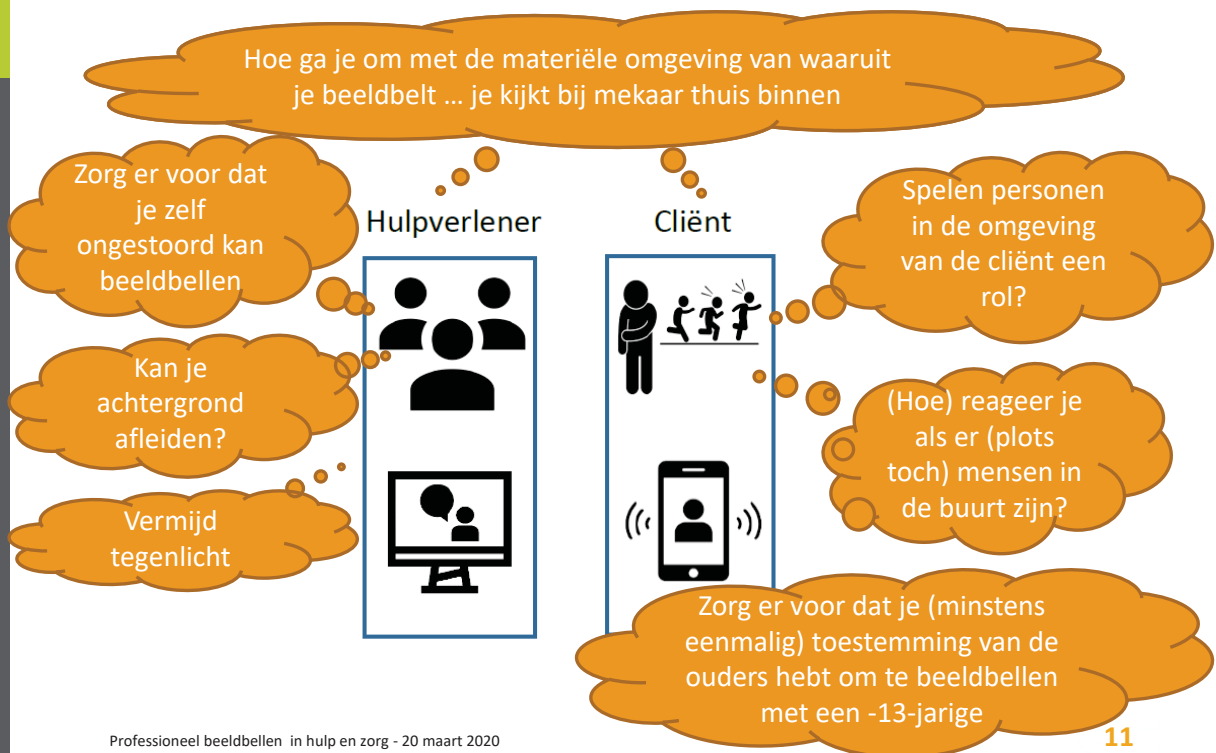 Hoe ga je om met de materiële omgeving van waaruit
je beeldbelt ... je kijkt bij mekaar thuis binnen
Zorg er voor dat
je zelf
ongestoord kan
beeldbellen
Kan je
achtergrond
afleiden?
Vermijd
tegenlicht
Hulpverlener
Cliënt
Spelen personen
in de omgeving
van de cliënt een
rol?
(Hoe) reageer je
als er (plots
toch) mensen in
de buurt zijn?
Zorg er voor dat je (minstens
eenmalig) toestemming van de
ouders hebt om te beeldbellen
met een -13-jarige
Professioneel beeldbellen in hulp en zorg - 20 maart 2020
11